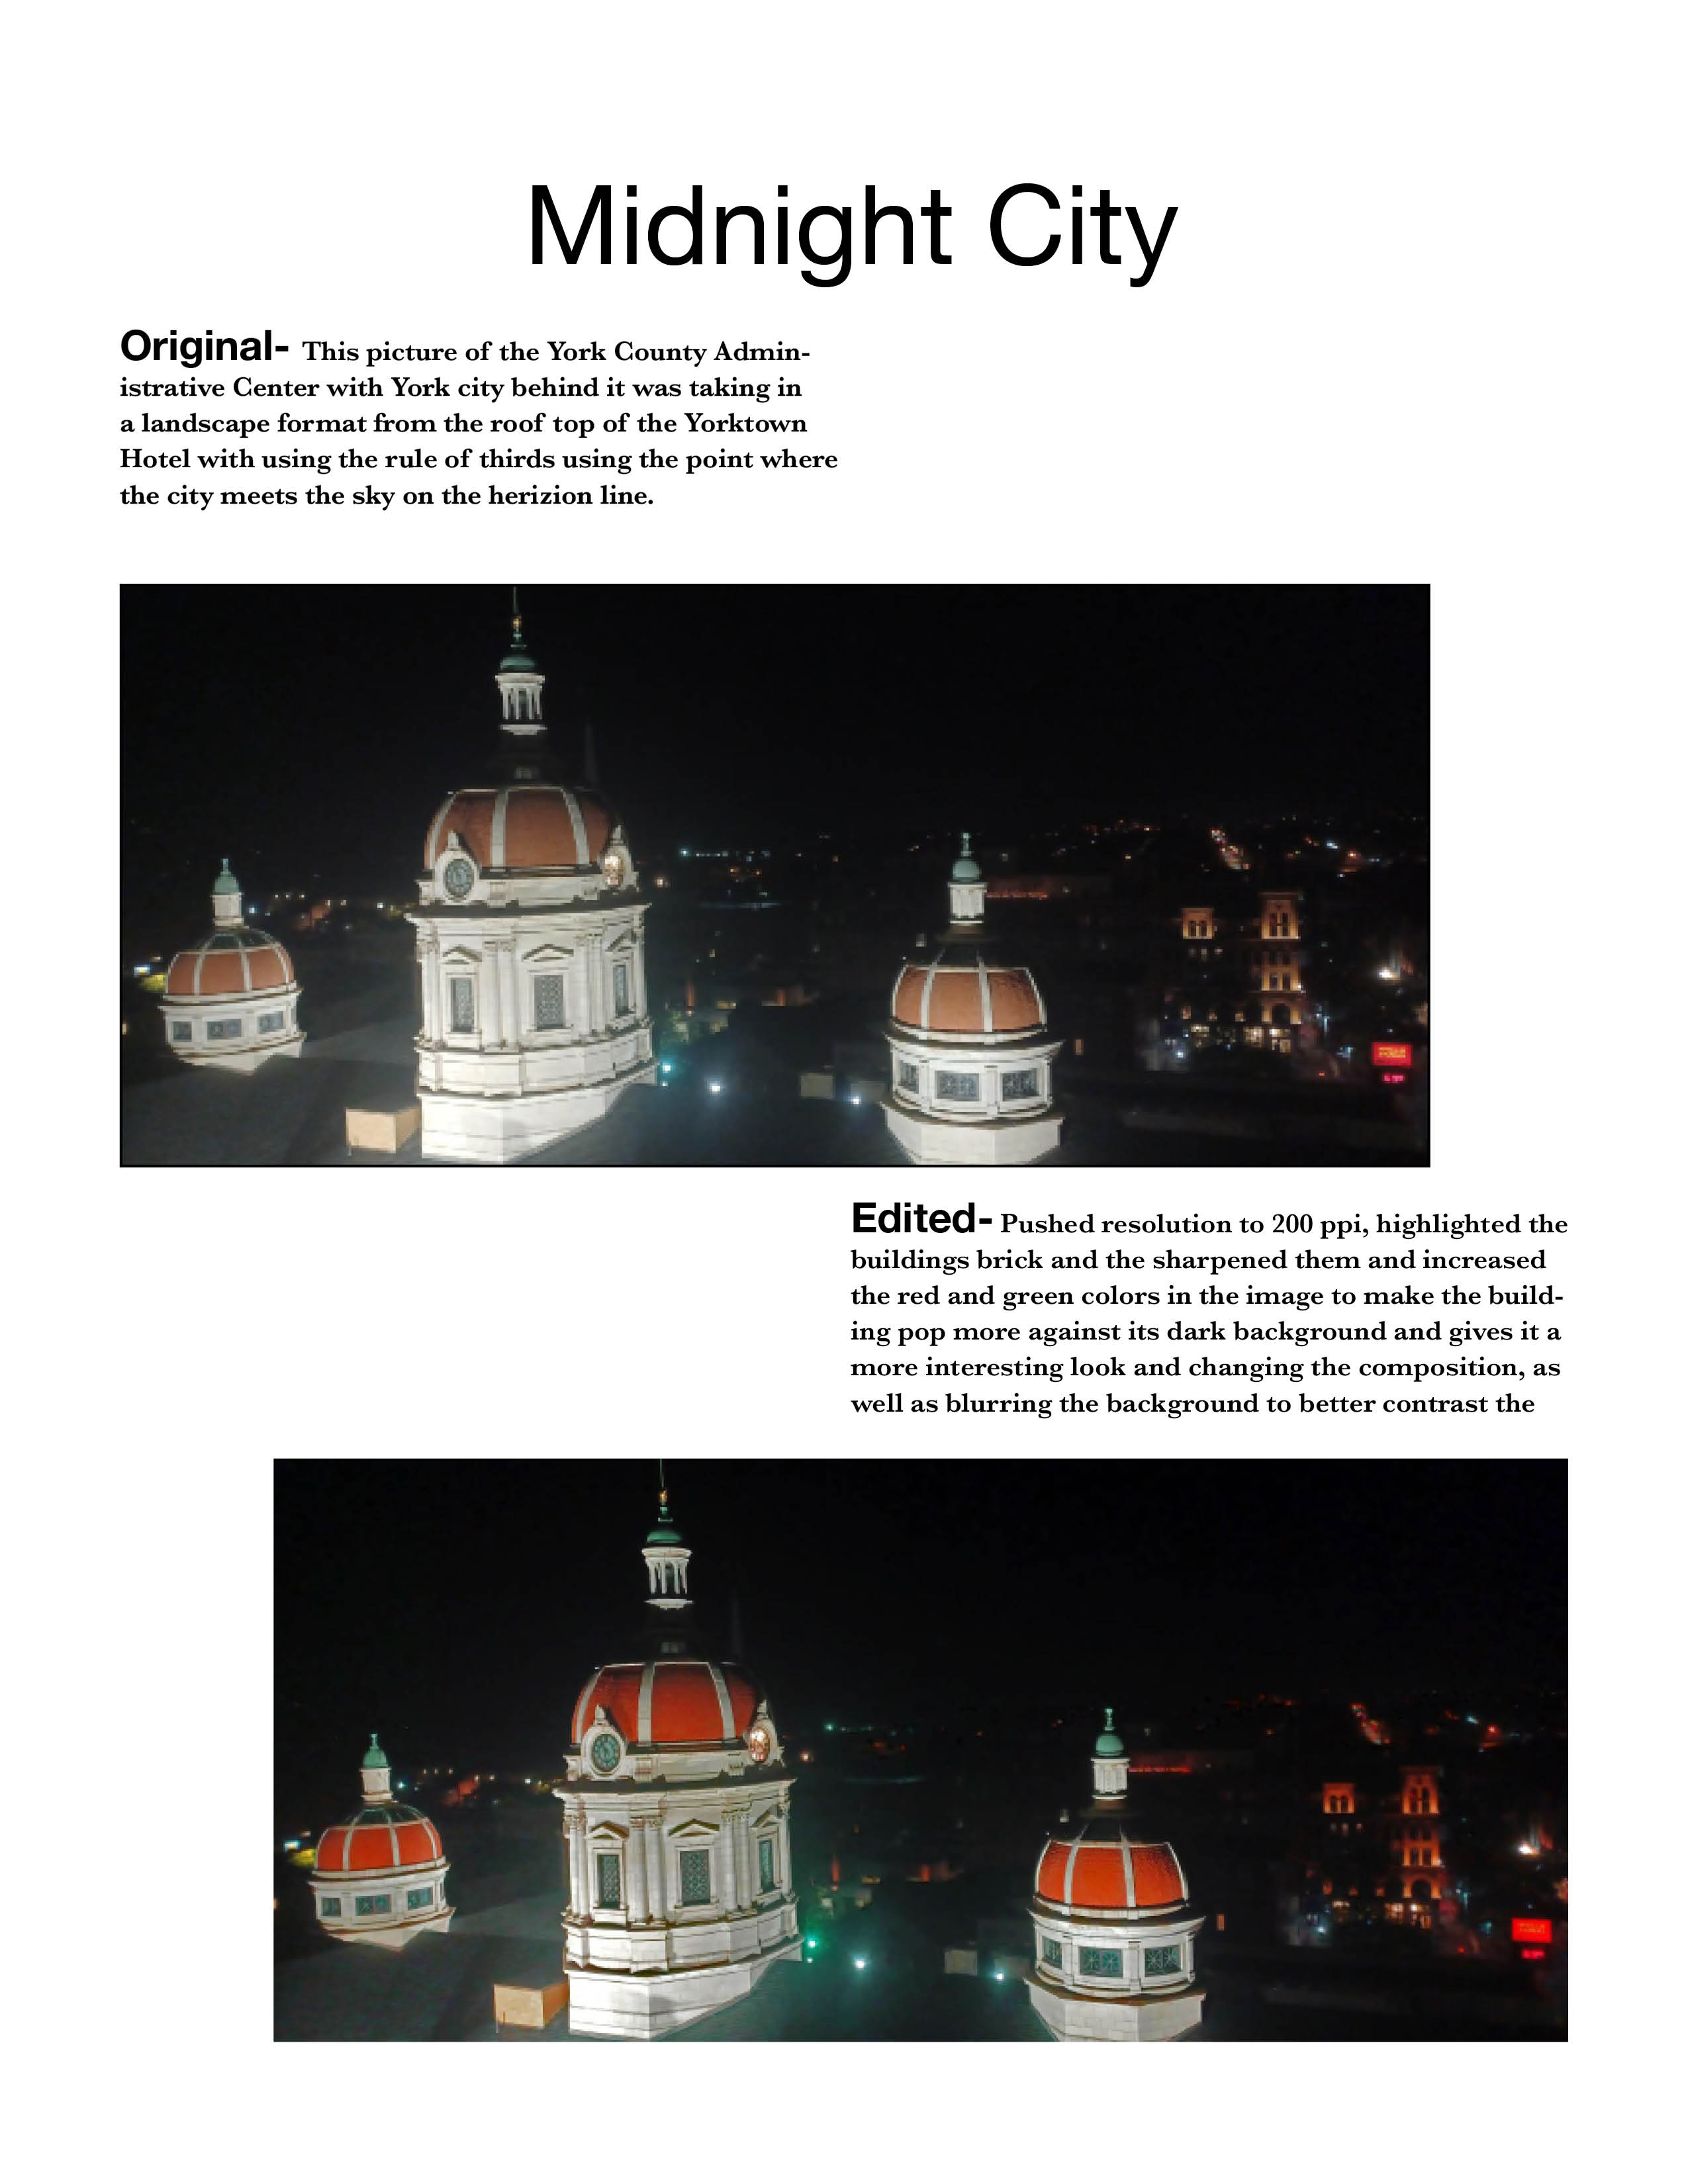 Midnight City
Original- This picture of the York County Admin-
istrative Center with York city behind it was taking in
a landscape format from the roof top of the Yorktown
Hotel with using the rule of thirds using the point where
the city meets the sky on the herizion line.
Edited- Pushed resolution to 200 ppi, highlighted the
buildings brick and the sharpened them and increased
the red and green colors in the image to make the build-
ing pop more against its dark background and gives it a
more interesting look and changing the composition, as
well as blurring the background to better contrast the